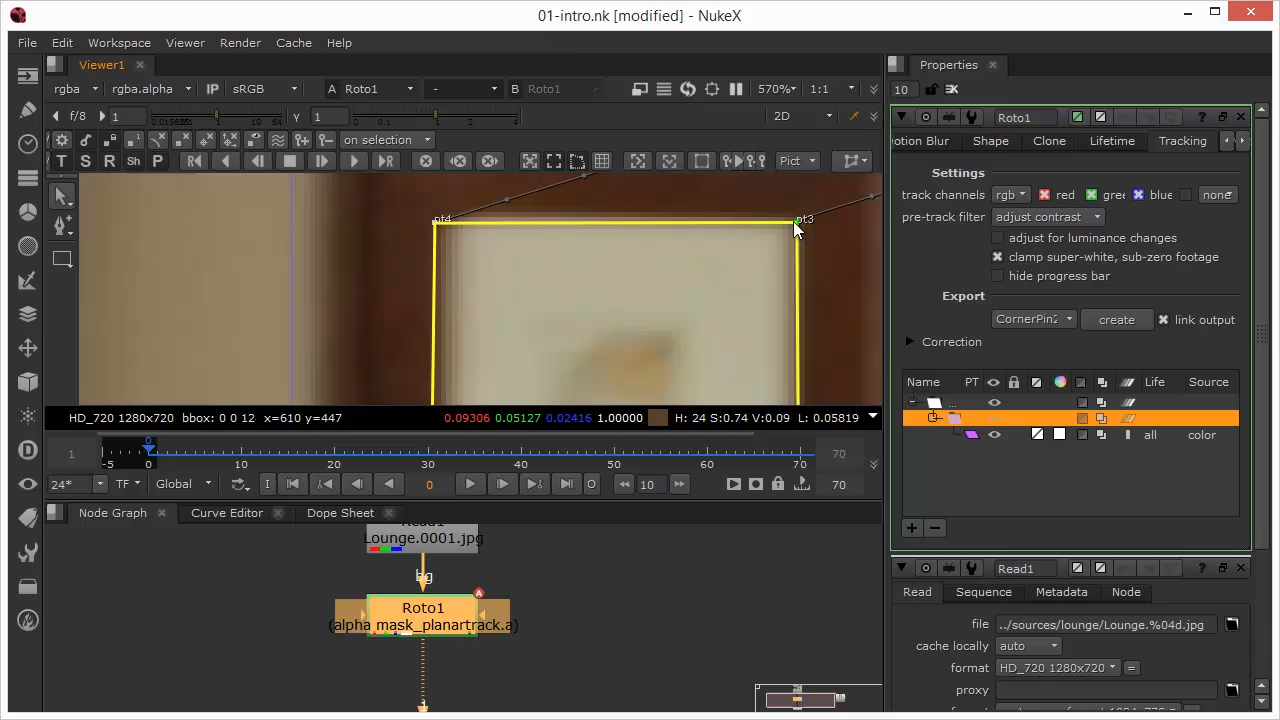 01-intro.nk [modified] - NukeX
File Edit Workspace Viewer Render Cache Help
Viewer1
Properties
rgba rgba.alpha IP sRGB A Roto1 - B Roto1 570% 1:1
10
f/8 1 γ 1 2D
Roto1
on selection
otion Blur Shape Clone Lifetime Tracking
T S R Sh P Pict
Settings
track channels rgb red gree blue none
pre-track filter adjust contrast
adjust for luminance changes
clamp super-white, sub-zero footage
hide progress bar
pt4 pt3
Export
CornerPin2 create link output
Correction
Name PT Life Source
...
all color
HD_720 1280x720 bbox: 0 0 12 x=610 y=447 0.09306 0.05127 0.02416 1.00000 H: 24 S:0.74 V:0.09 L: 0.05819
0
1 -5 0 10 20 30 40 50 60 70 70
24* TF Global I 0 O 10 70
Node Graph Curve Editor Dope Sheet
Read1
Lounge.0001.jpg
bg
Roto1
(alpha mask_planartrack.a)
A
1
Read1
Read Sequence Metadata Node
file ../sources/lounge/Lounge.%04d.jpg
cache locally auto
format HD_720 1280x720 =
proxy